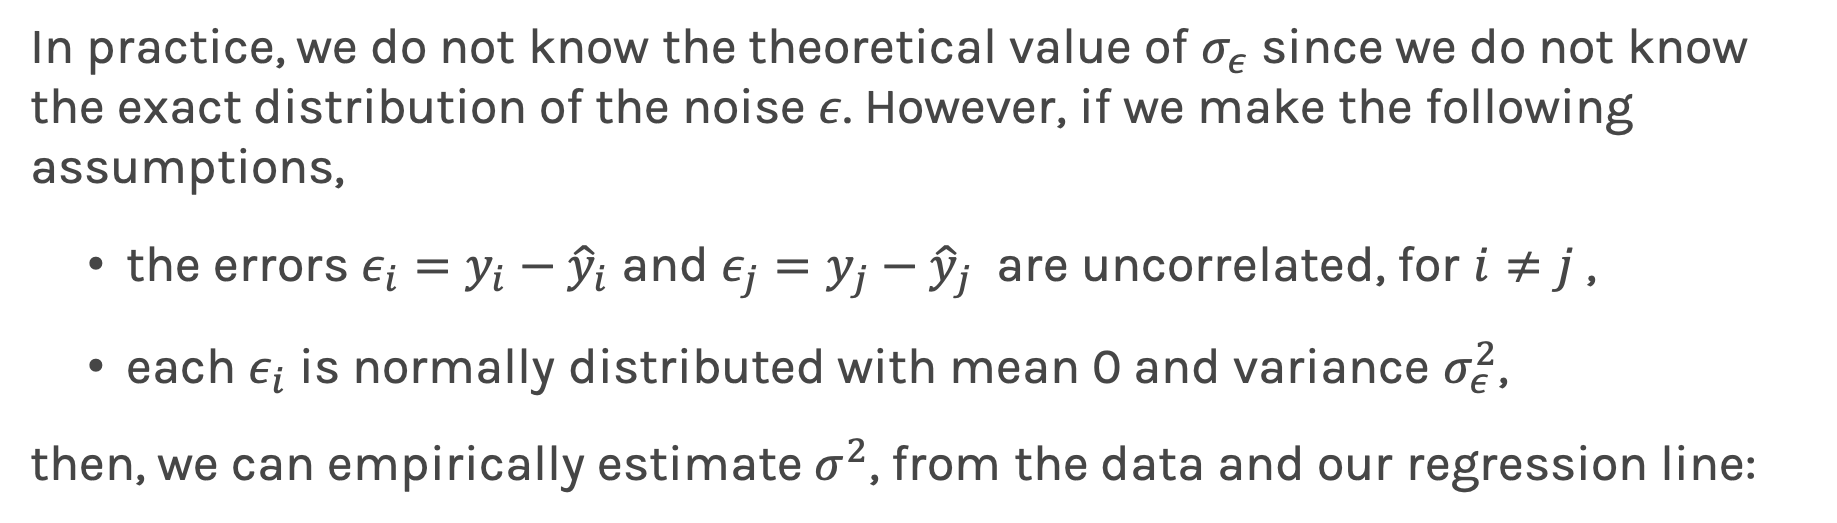 In practice, we do not know the theoretical value of σ_ϵ since we do not know
the exact distribution of the noise ϵ. However, if we make the following
assumptions,
• the errors ϵ_i = y_i − ŷ_i and ϵ_j = y_j − ŷ_j are uncorrelated, for i ≠ j ,
• each ϵ_i is normally distributed with mean 0 and variance σ_ϵ^2,
then, we can empirically estimate σ^2, from the data and our regression line: